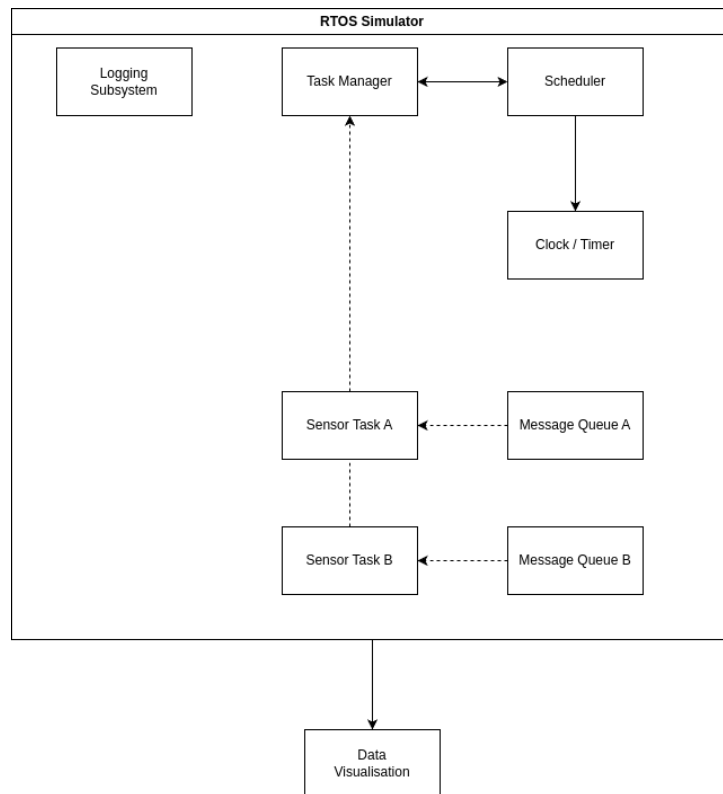 RTOS Simulator
Logging
Subsystem
Task Manager
Scheduler
Clock / Timer
Sensor Task A
Message Queue A
Sensor Task B
Message Queue B
Data
Visualisation